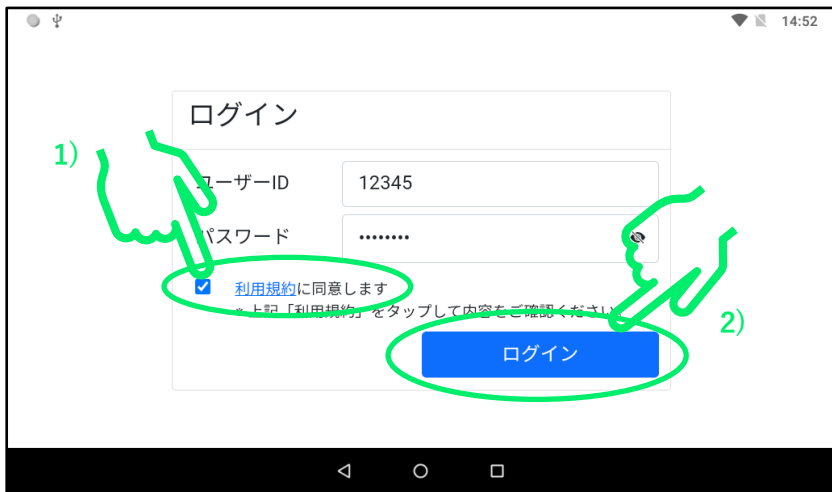 14:52
ログイン
1)
ユーザーID 12345
パスワード ••••••••
利用規約に同意します
* 上記「利用規約」をタップして内容をご確認ください
2)
ログイン